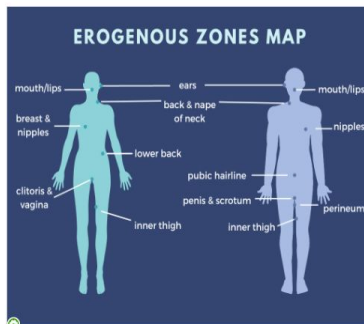 EROGENOUS ZONES MAP
ears
mouth/lips
mouth/lips
back & nape
of neck
breast &
nipples
nipples
lower back
pubic hairline
clitoris &
vagina
penis & scrotum
perineum
inner thigh
inner thigh